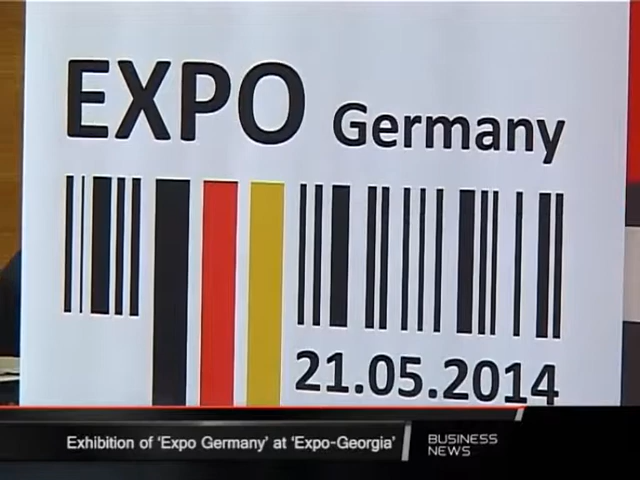 EXPO Germany
21.05.2014
Exhibition of 'Expo Germany' at 'Expo-Georgia'
BUSINESS
NEWS